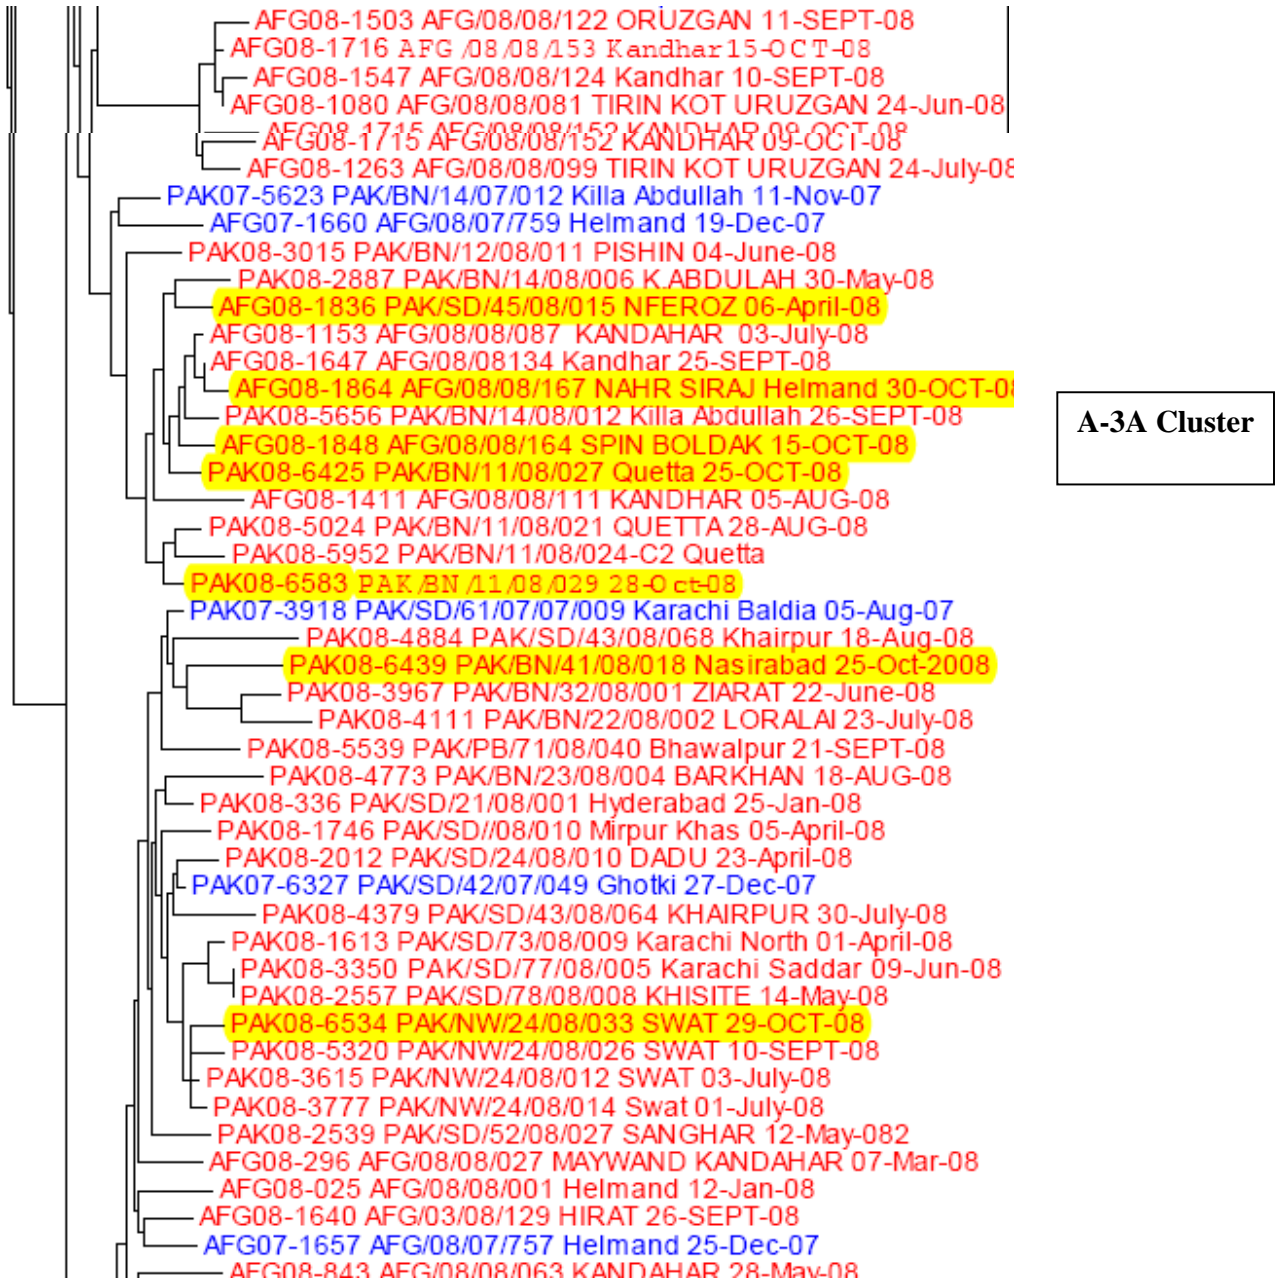 AFG08-1503 AFG/08/08/122 ORUZGAN 11-SEPT-08
AFG08-1716 AFG /08/08/153 Kandhar 15-OCT-08
AFG08-1547 AFG/08/08/124 Kandhar 10-SEPT-08
AFG08-1080 AFG/08/08/081 TIRIN KOT URUZGAN 24-Jun-08
AFG08-1715 AFG/08/08/152 KANDHAR 09-OCT-08
AFG08-1715 AFG/08/08/152 KANDHAR 09-OCT-08
AFG08-1263 AFG/08/08/099 TIRIN KOT URUZGAN 24-July-08
PAK07-5623 PAK/BN/14/07/012 Killa Abdullah 11-Nov-07
AFG07-1660 AFG/08/07/759 Helmand 19-Dec-07
PAK08-3015 PAK/BN/12/08/011 PISHIN 04-June-08
PAK08-2887 PAK/BN/14/08/006 K.ABDULAH 30-May-08
AFG08-1836 PAK/SD/45/08/015 NFEROZ 06-April-08
AFG08-1153 AFG/08/08/087 KANDAHAR 03-July-08
AFG08-1647 AFG/08/08134 Kandhar 25-SEPT-08
AFG08-1864 AFG/08/08/167 NAHR SIRAJ Helmand 30-OCT-08
PAK08-5656 PAK/BN/14/08/012 Killa Abdullah 26-SEPT-08
A-3A Cluster
AFG08-1848 AFG/08/08/164 SPIN BOLDAK 15-OCT-08
PAK08-6425 PAK/BN/11/08/027 Quetta 25-OCT-08
AFG08-1411 AFG/08/08/111 KANDHAR 05-AUG-08
PAK08-5024 PAK/BN/11/08/021 QUETTA 28-AUG-08
PAK08-5952 PAK/BN/11/08/024-C2 Quetta
PAK08-6583 PAK/BN/11/08/029 28-Oct-08
PAK07-3918 PAK/SD/61/07/07/009 Karachi Baldia 05-Aug-07
PAK08-4884 PAK/SD/43/08/068 Khairpur 18-Aug-08
PAK08-6439 PAK/BN/41/08/018 Nasirabad 25-Oct-2008
PAK08-3967 PAK/BN/32/08/001 ZIARAT 22-June-08
PAK08-4111 PAK/BN/22/08/002 LORALAI 23-July-08
PAK08-5539 PAK/PB/71/08/040 Bhawalpur 21-SEPT-08
PAK08-4773 PAK/BN/23/08/004 BARKHAN 18-AUG-08
PAK08-336 PAK/SD/21/08/001 Hyderabad 25-Jan-08
PAK08-1746 PAK/SD//08/010 Mirpur Khas 05-April-08
PAK08-2012 PAK/SD/24/08/010 DADU 23-April-08
PAK07-6327 PAK/SD/42/07/049 Ghotki 27-Dec-07
PAK08-4379 PAK/SD/43/08/064 KHAIRPUR 30-July-08
PAK08-1613 PAK/SD/73/08/009 Karachi North 01-April-08
PAK08-3350 PAK/SD/77/08/005 Karachi Saddar 09-Jun-08
PAK08-2557 PAK/SD/78/08/008 KHISITE 14-May-08
PAK08-6534 PAK/NW/24/08/033 SWAT 29-OCT-08
PAK08-5320 PAK/NW/24/08/026 SWAT 10-SEPT-08
PAK08-3615 PAK/NW/24/08/012 SWAT 03-July-08
PAK08-3777 PAK/NW/24/08/014 Swat 01-July-08
PAK08-2539 PAK/SD/52/08/027 SANGHAR 12-May-082
AFG08-296 AFG/08/08/027 MAYWAND KANDAHAR 07-Mar-08
AFG08-025 AFG/08/08/001 Helmand 12-Jan-08
AFG08-1640 AFG/03/08/129 HIRAT 26-SEPT-08
AFG07-1657 AFG/08/07/757 Helmand 25-Dec-07
AFG08-843 AFG/08/08/063 KANDAHAR 28-May-08